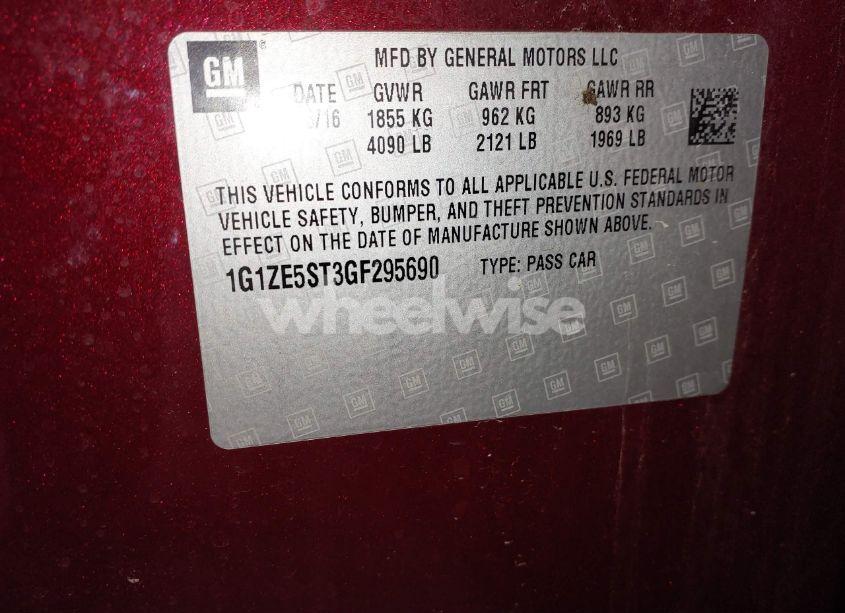 GM
MFD BY GENERAL MOTORS LLC
DATE GVWR GAWR FRT GAWR RR
/16 1855 KG 962 KG 893 KG
4090 LB 2121 LB 1969 LB
THIS VEHICLE CONFORMS TO ALL APPLICABLE U.S. FEDERAL MOTOR
VEHICLE SAFETY, BUMPER, AND THEFT PREVENTION STANDARDS IN
EFFECT ON THE DATE OF MANUFACTURE SHOWN ABOVE.
1G1ZE5ST3GF295690 TYPE: PASS CAR
wheelwise